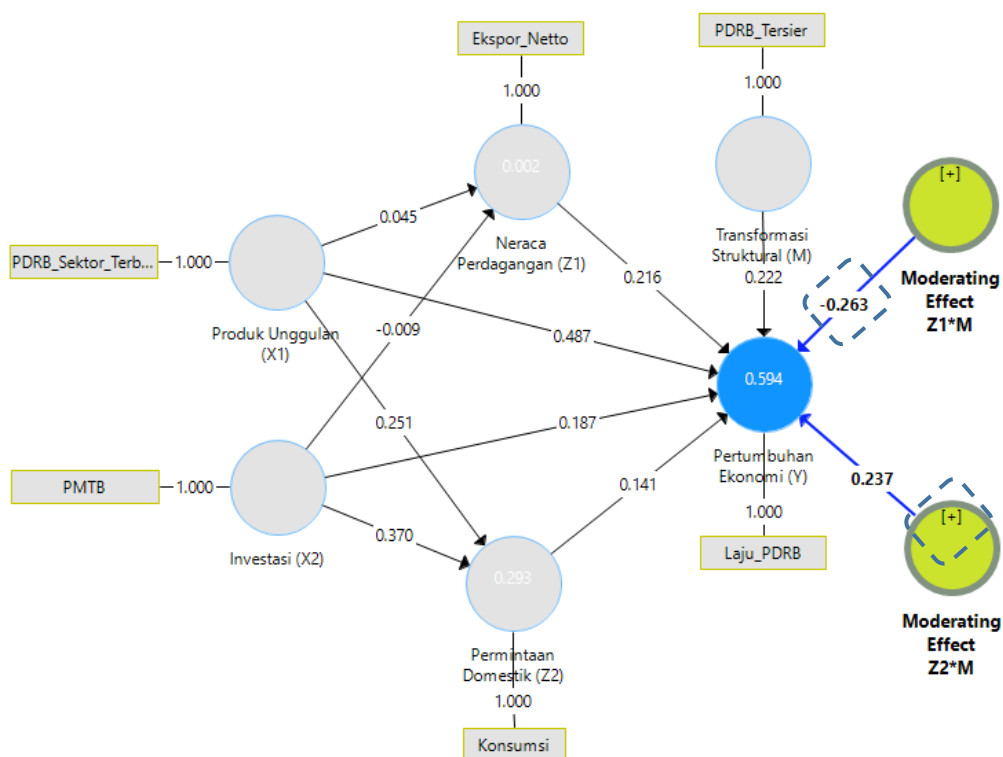 Ekspor_Netto
PDRB_Tersier
1.000
1.000
0.002
[+]
0.045
Neraca
Perdagangan (Z1)
Transformasi
Struktural (M)
Moderating
Effect
Z1*M
PDRB_Sektor_Terb...
1.000
0.216
0.222
-0.263
Produk Unggulan
(X1)
-0.009
0.487
0.594
0.251
0.187
Pertumbuhan
Ekonomi (Y)
0.237
PMTB
1.000
0.141
[+]
1.000
Investasi (X2)
0.370
Laju_PDRB
0.293
Moderating
Effect
Z2*M
Permintaan
Domestik (Z2)
1.000
Konsumsi